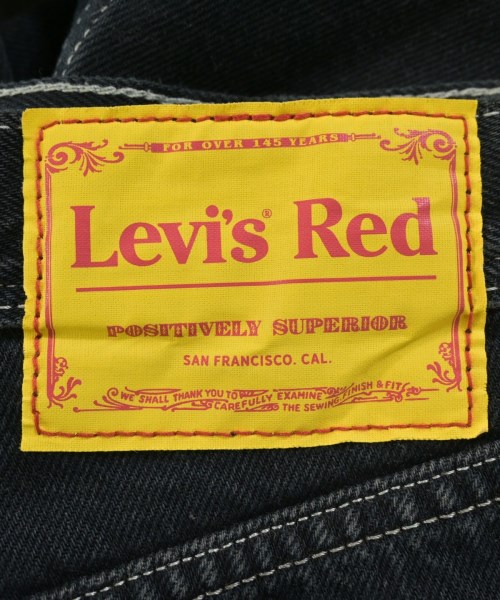 FOR OVER 145 YEARS
Levi's® Red
POSITIVELY SUPERIOR
SAN FRANCISCO. CAL.
WE SHALL THANK YOU TO
CAREFULLY EXAMINE
THE SEWING FINISH & FIT